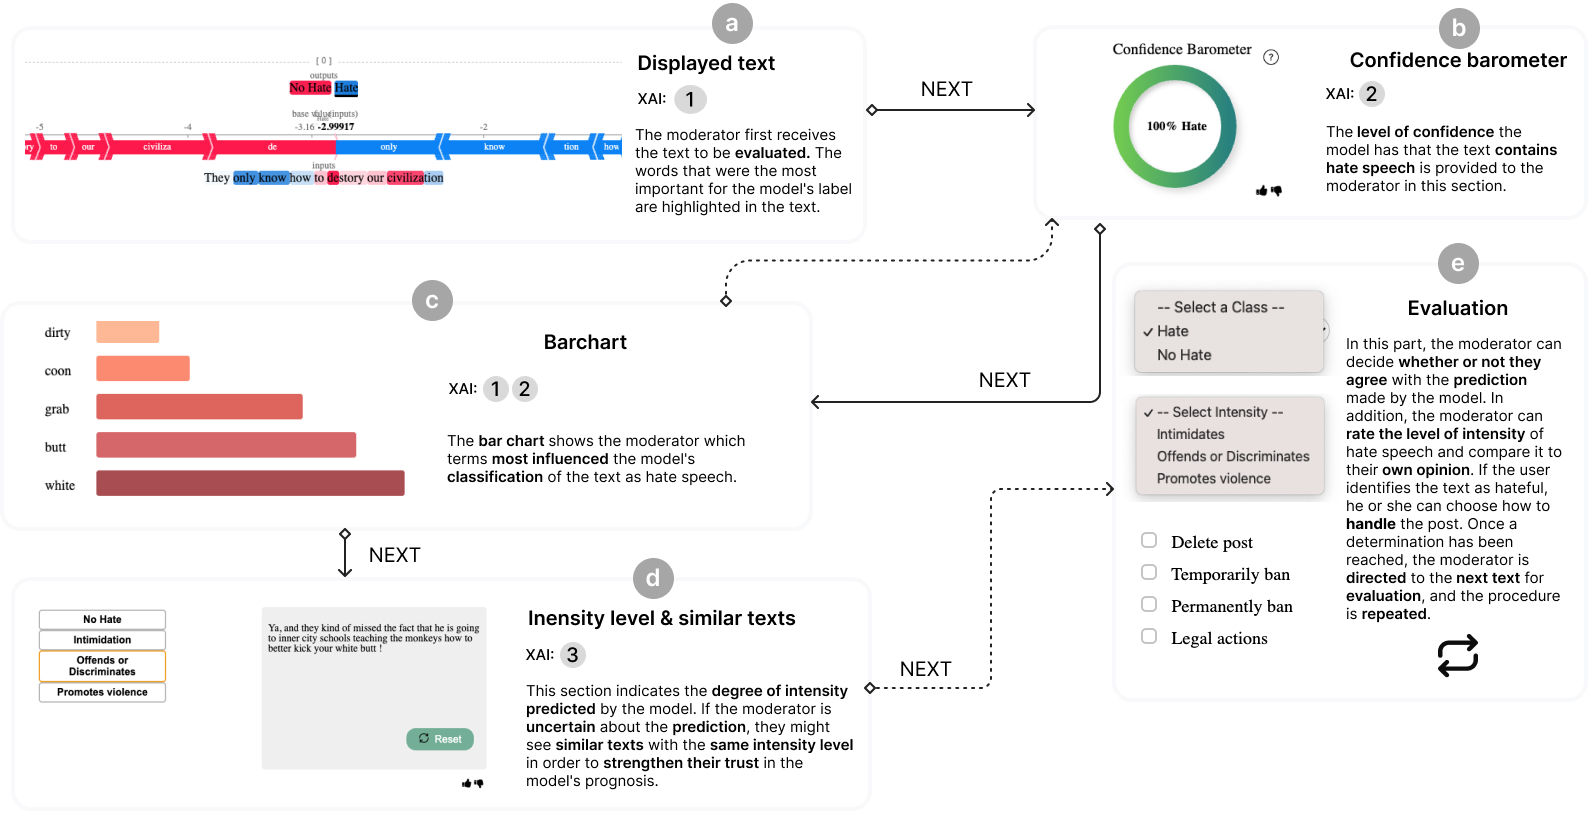 a
[ 0 ]
outputs
No Hate Hate
base value
(inputs)
-5
-4
-3.16 -2.99917
-2
ry
to
our
civiliza
de
only
know
tion
how
inputs
They only know how to destory our civilization
Displayed text
XAI: 1
The moderator first receives
the text to be evaluated. The
words that were the most
important for the model's label
are highlighted in the text.
NEXT
b
Confidence Barometer ?
100% Hate
Confidence barometer
XAI: 2
The level of confidence the
model has that the text contains
hate speech is provided to the
moderator in this section.
NEXT
c
dirty
coon
grab
butt
white
Barchart
XAI: 1 2
The bar chart shows the moderator which
terms most influenced the model's
classification of the text as hate speech.
NEXT
d
No Hate
Intimidation
Offends or
Discriminates
Promotes violence
Ya, and they kind of missed the fact that he is going
to inner city schools teaching the monkeys how to
better kick your white butt !
Reset
Inensity level & similar texts
XAI: 3
This section indicates the degree of intensity
predicted by the model. If the moderator is
uncertain about the prediction, they might
see similar texts with the same intensity level
in order to strengthen their trust in the
model's prognosis.
NEXT
e
-- Select a Class --
✓ Hate
No Hate
✓ -- Select Intensity --
Intimidates
Offends or Discriminates
Promotes violence
Delete post
Temporarily ban
Permanently ban
Legal actions
Evaluation
In this part, the moderator can
decide whether or not they
agree with the prediction
made by the model. In
addition, the moderator can
rate the level of intensity of
hate speech and compare it to
their own opinion. If the user
identifies the text as hateful,
he or she can choose how to
handle the post. Once a
determination has been
reached, the moderator is
directed to the next text for
evaluation, and the procedure
is repeated.